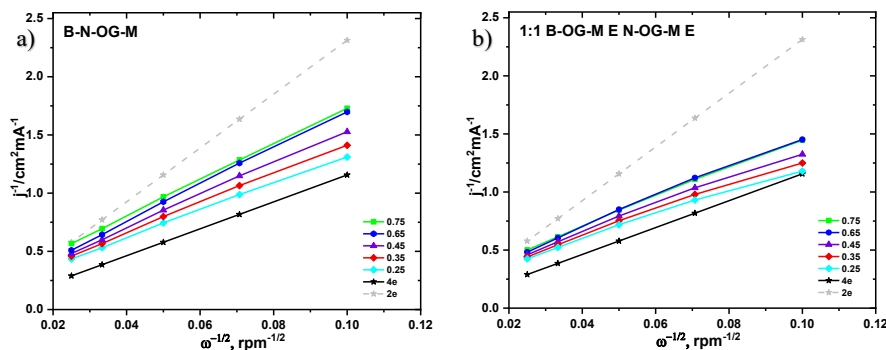 a)
B-N-OG-M
j⁻¹/cm²mA⁻¹
2.5
2.0
1.5
1.0
0.5
0.0
0.00 0.02 0.04 0.06 0.08 0.10 0.12
ω⁻¹/², rpm⁻¹/²
0.75
0.65
0.45
0.35
0.25
4e
2e
b)
1:1 B-OG-M E N-OG-M E
j⁻¹/cm²mA⁻¹
2.5
2.0
1.5
1.0
0.5
0.0
0.02 0.04 0.06 0.08 0.10 0.12
ω⁻¹/², rpm⁻¹/²
0.75
0.65
0.45
0.35
0.25
4e
2e